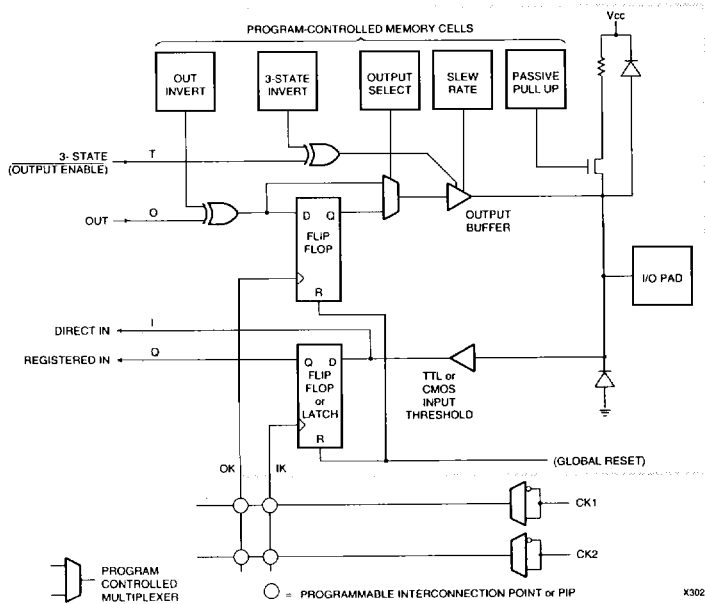 PROGRAM-CONTROLLED MEMORY CELLS
Vcc
OUT
INVERT
3-STATE
INVERT
OUTPUT
SELECT
SLEW
RATE
PASSIVE
PULL UP
3- STATE
(OUTPUT ENABLE)
T
OUT
O
D Q
FLIP
FLOP
R
OUTPUT
BUFFER
I/O PAD
DIRECT IN
I
REGISTERED IN
Q
Q D
FLIP
FLOP
or
LATCH
R
TTL or
CMOS
INPUT
THRESHOLD
OK
IK
(GLOBAL RESET)
CK1
CK2
PROGRAM
CONTROLLED
MULTIPLEXER
= PROGRAMMABLE INTERCONNECTION POINT or PIP
X302